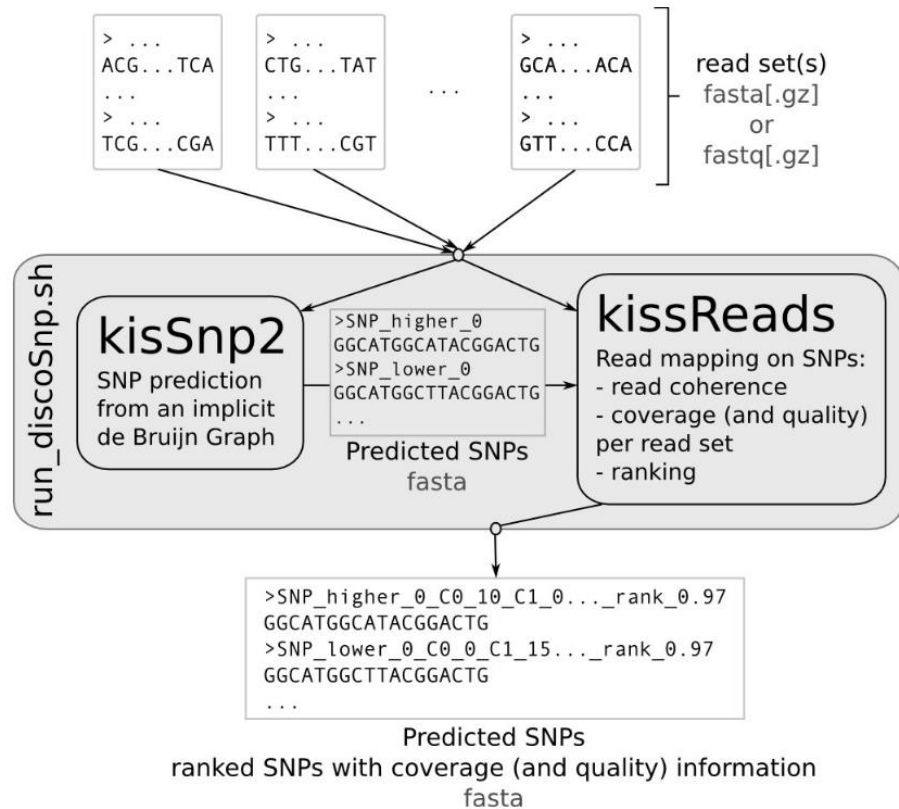 > ...
ACG...TCA
...
> ...
TCG...CGA
> ...
CTG...TAT
...
> ...
TTT...CGT
...
> ...
GCA...ACA
...
> ...
GTT...CCA
read set(s)
fasta[.gz]
or
fastq[.gz]
run_discoSnp.sh
kisSnp2
SNP prediction
from an implicit
de Bruijn Graph
>SNP_higher_0
GGCATGGCATACGGACTG
>SNP_lower_0
GGCATGGCTTACGGACTG
...
Predicted SNPs
fasta
kissReads
Read mapping on SNPs:
- read coherence
- coverage (and quality)
per read set
- ranking
>SNP_higher_0_C0_10_C1_0..._rank_0.97
GGCATGGCATACGGACTG
>SNP_lower_0_C0_0_C1_15..._rank_0.97
GGCATGGCTTACGGACTG
...
Predicted SNPs
ranked SNPs with coverage (and quality) information
fasta